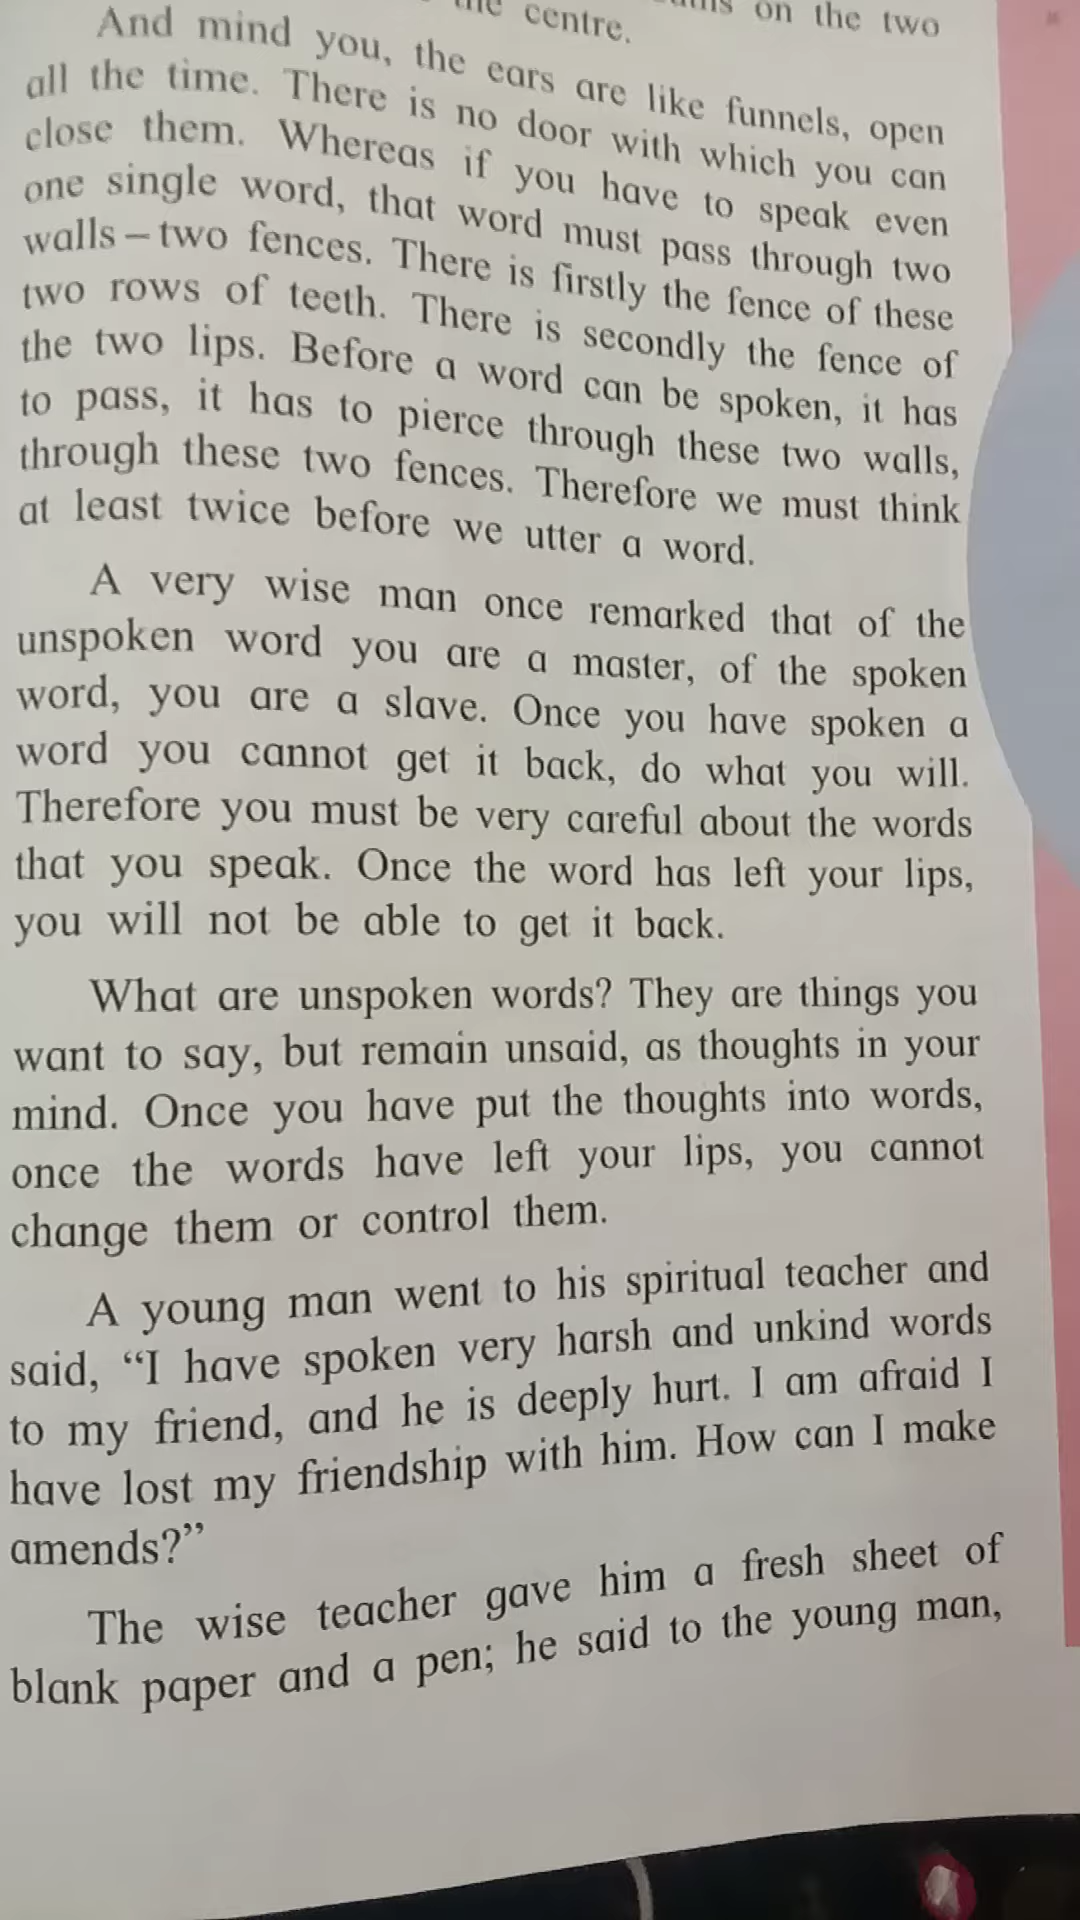 the centre.
on the two
And mind you, the ears are like funnels, open
all the time. There is no door with which you can
close them. Whereas if you have to speak even
one single word, that word must pass through two
walls – two fences. There is firstly the fence of these
two rows of teeth. There is secondly the fence of
the two lips. Before a word can be spoken, it has
to pass, it has to pierce through these two walls,
through these two fences. Therefore we must think
at least twice before we utter a word.
A very wise man once remarked that of the
unspoken word you are a master, of the spoken
word, you are a slave. Once you have spoken a
word you cannot get it back, do what you will.
Therefore you must be very careful about the words
that you speak. Once the word has left your lips,
you will not be able to get it back.
What are unspoken words? They are things you
want to say, but remain unsaid, as thoughts in your
mind. Once you have put the thoughts into words,
once the words have left your lips, you cannot
change them or control them.
A young man went to his spiritual teacher and
said, “I have spoken very harsh and unkind words
to my friend, and he is deeply hurt. I am afraid I
have lost my friendship with him. How can I make
amends?”
The wise teacher gave him a fresh sheet of
blank paper and a pen; he said to the young man,